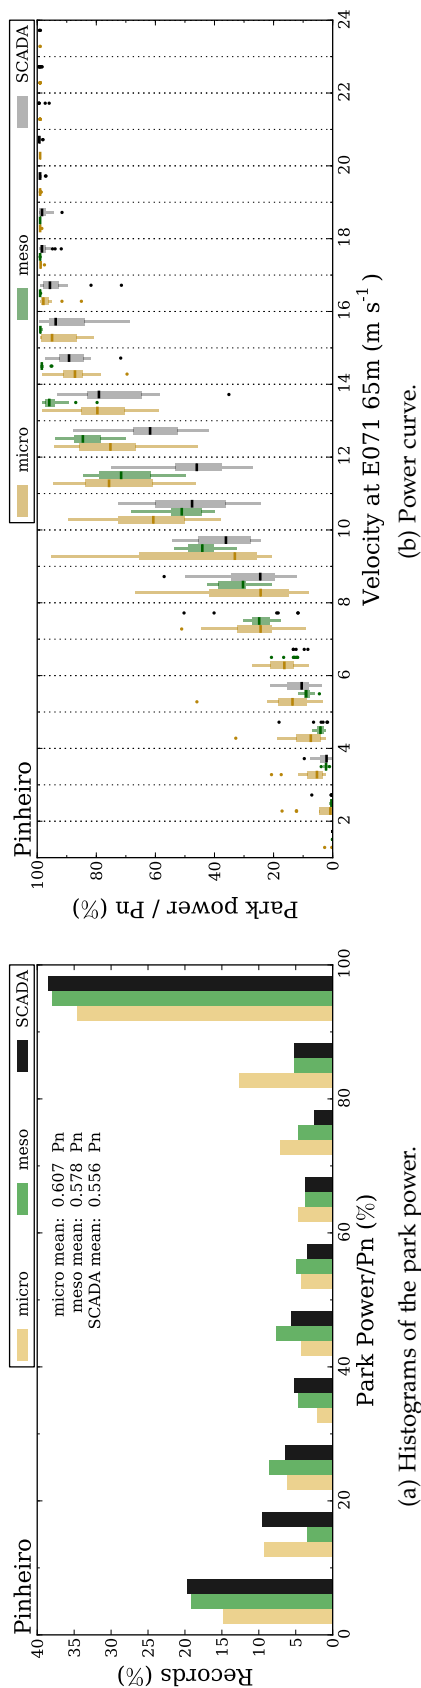 Pinheiro
micro meso SCADA
40
35
30
25
20
15
10
5
0
Records (%)
micro mean: 0.607 Pn
meso mean: 0.578 Pn
SCADA mean: 0.556 Pn
0 20 40 60 80 100
Park Power/Pn (%)
(a) Histograms of the park power.
Pinheiro
micro meso SCADA
100
80
60
40
20
0
Park power / Pn (%)
2 4 6 8 10 12 14 16 18 20 22 24
Velocity at E071 65m (m s⁻¹)
(b) Power curve.